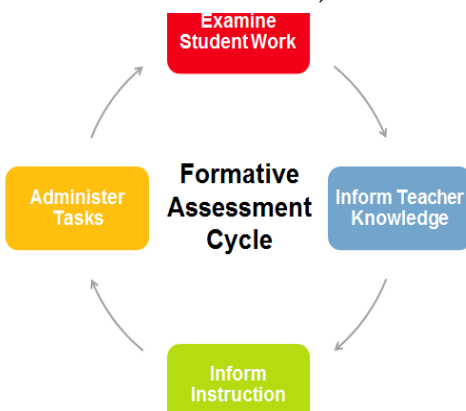 Examine
Student Work
Formative
Assessment
Cycle
Administer
Tasks
Inform Teacher
Knowledge
Inform
Instruction